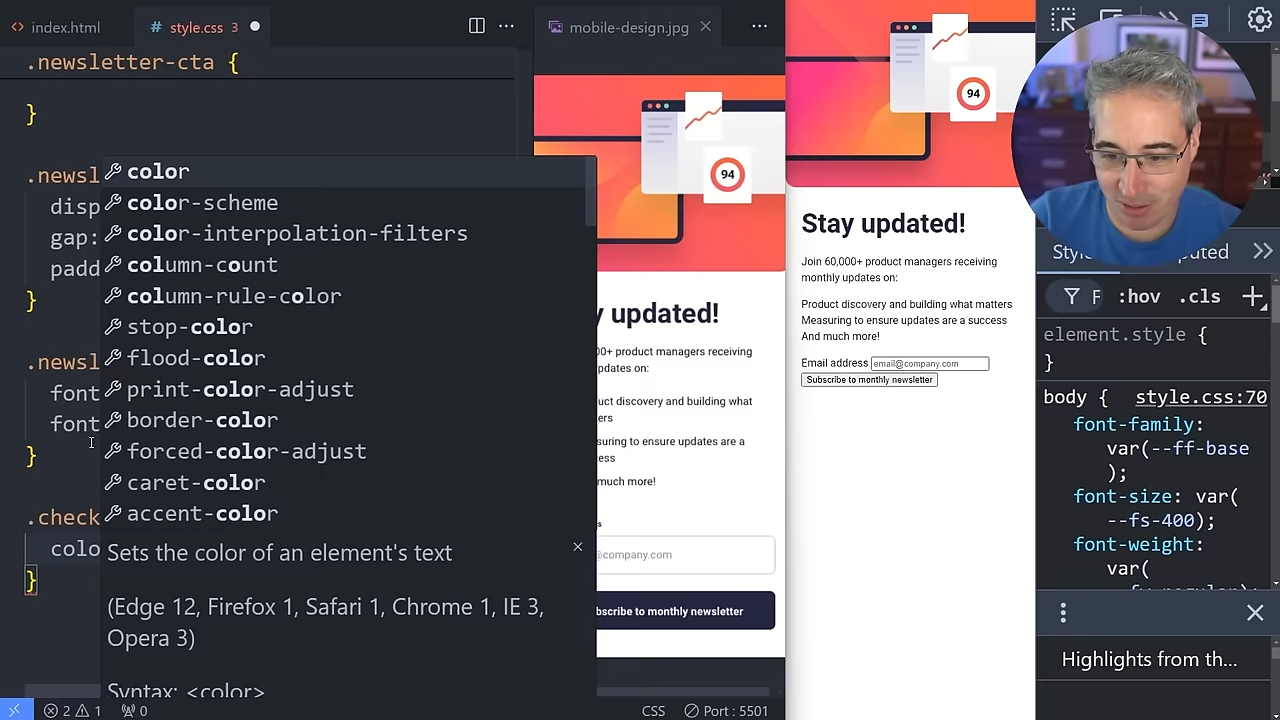 index.html
style.css 3
mobile-design.jpg
.newsletter-cta {
}
.newsl
disp
gap:
padd
}
.newsl
font
font
}
.check
colo
}
color
color-scheme
color-interpolation-filters
column-count
column-rule-color
stop-color
flood-color
print-color-adjust
border-color
forced-color-adjust
caret-color
accent-color
Sets the color of an element's text
(Edge 12, Firefox 1, Safari 1, Chrome 1, IE 3,
Opera 3)
Syntax: <color>
94
y updated!
00+ product managers receiving
pdates on:
uct discovery and building what
ters
suring to ensure updates are a
ess
much more!
s
@company.com
bscribe to monthly newsletter
94
Stay updated!
Join 60,000+ product managers receiving
monthly updates on:
Product discovery and building what matters
Measuring to ensure updates are a success
And much more!
Email address email@company.com
Subscribe to monthly newsletter
Sty
puted
F :hov .cls
element.style {
}
body { style.css:70
font-family:
var(--ff-base
);
font-size: var(
--fs-400);
font-weight:
var(
Highlights from th...
2 1 0
CSS Port : 5501